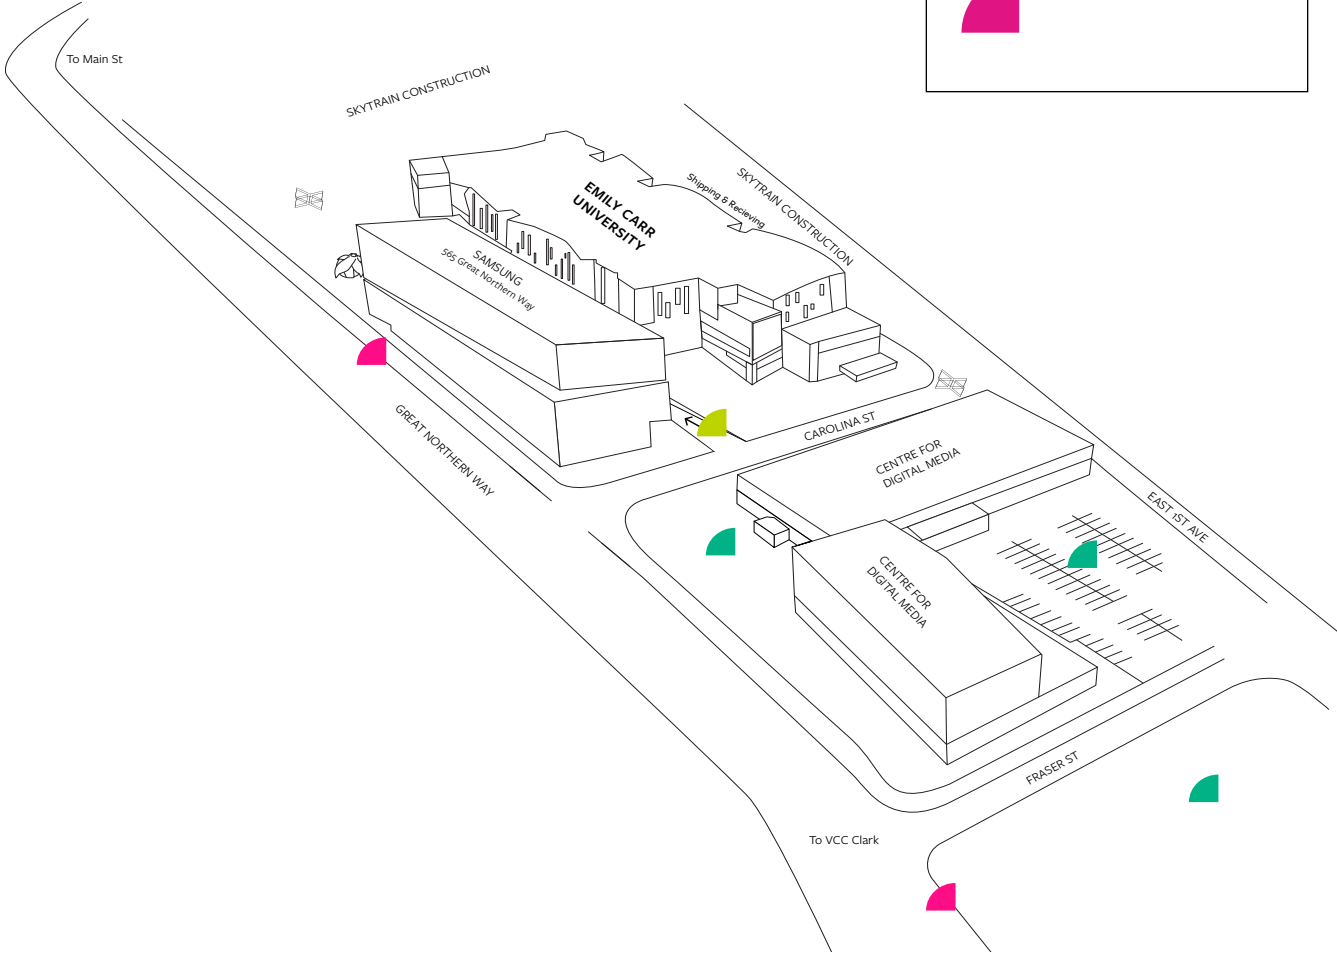 To Main St
SKYTRAIN CONSTRUCTION
SKYTRAIN CONSTRUCTION
Shipping & Recieving
EMILY CARR
UNIVERSITY
SAMSUNG
565 Great Northern Way
GREAT NORTHERN WAY
CAROLINA ST
CENTRE FOR
DIGITAL MEDIA
EAST 1ST AVE
CENTRE FOR
DIGITAL MEDIA
FRASER ST
To VCC Clark